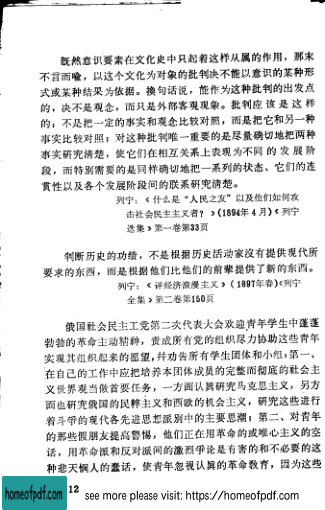 既然意识要素在文化史中只起着这样从属的作用，那末
不言而喻，以这个文化为对象的批判决不能以意识的某种形
式或某种结果为依据。换句话说，能作为这种批判的出发点
的，决不是观念，而只是外部客观现象。批判应该是这样
的：不是把一定的事实和观念比较对照，而是把它和另一种
事实比较对照；对这种批判唯一重要的是尽量确切地把两种
事实研究清楚，使它们在相互关系上表现为不同的发展阶
段，而特别需要的是同样确切地把一系列的状态、它们的连
贯性以及各个发展阶段间的联系研究清楚。
列宁：《什么是“人民之友”以及他们如何攻
击社会民主主义者？》（1894年4月）《列宁
选集》第一卷第33页
判断历史的功绩，不是根据历史活动家没有提供现代所
要求的东西，而是根据他们比他们的前辈提供了新的东西。
列宁：《评经济浪漫主义》（1897年春）《列宁
全集》第二卷第150页
俄国社会民主工党第二次代表大会欢迎青年学生中蓬蓬
勃勃的革命主动精神，责成所有党的组织尽力协助这些青年
实现其组织起来的愿望，并劝告所有学生团体和小组：第一、
在自己的工作中应把培养本团体成员的完整而彻底的社会主
义世界观当做首要任务，一方面认真研究马克思主义，另方
面也研究俄国的民粹主义和西欧的机会主义，研究这些进行
着斗争的现代各先进思想派别中的主要思潮；第二、对青年
的那些假朋友提高警惕，他们正在用革命的或唯心主义的空
话，用革命派和反对派间的激烈争论是有害的和不必要的这
种悲天悯人的蠢话，使青年忽视认真的革命教育，因为这些
12
homeofpdf.com
see more please visit: https://homeofpdf.com